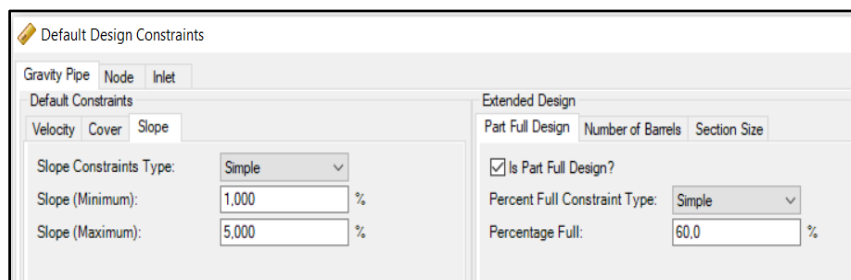 Default Design Constraints
Gravity Pipe Node Inlet
Default Constraints
Velocity Cover Slope
Slope Constraints Type: Simple
Slope (Minimum): 1,000 %
Slope (Maximum): 5,000 %
Extended Design
Part Full Design Number of Barrels Section Size
Is Part Full Design?
Percent Full Constraint Type: Simple
Percentage Full: 60,0 %